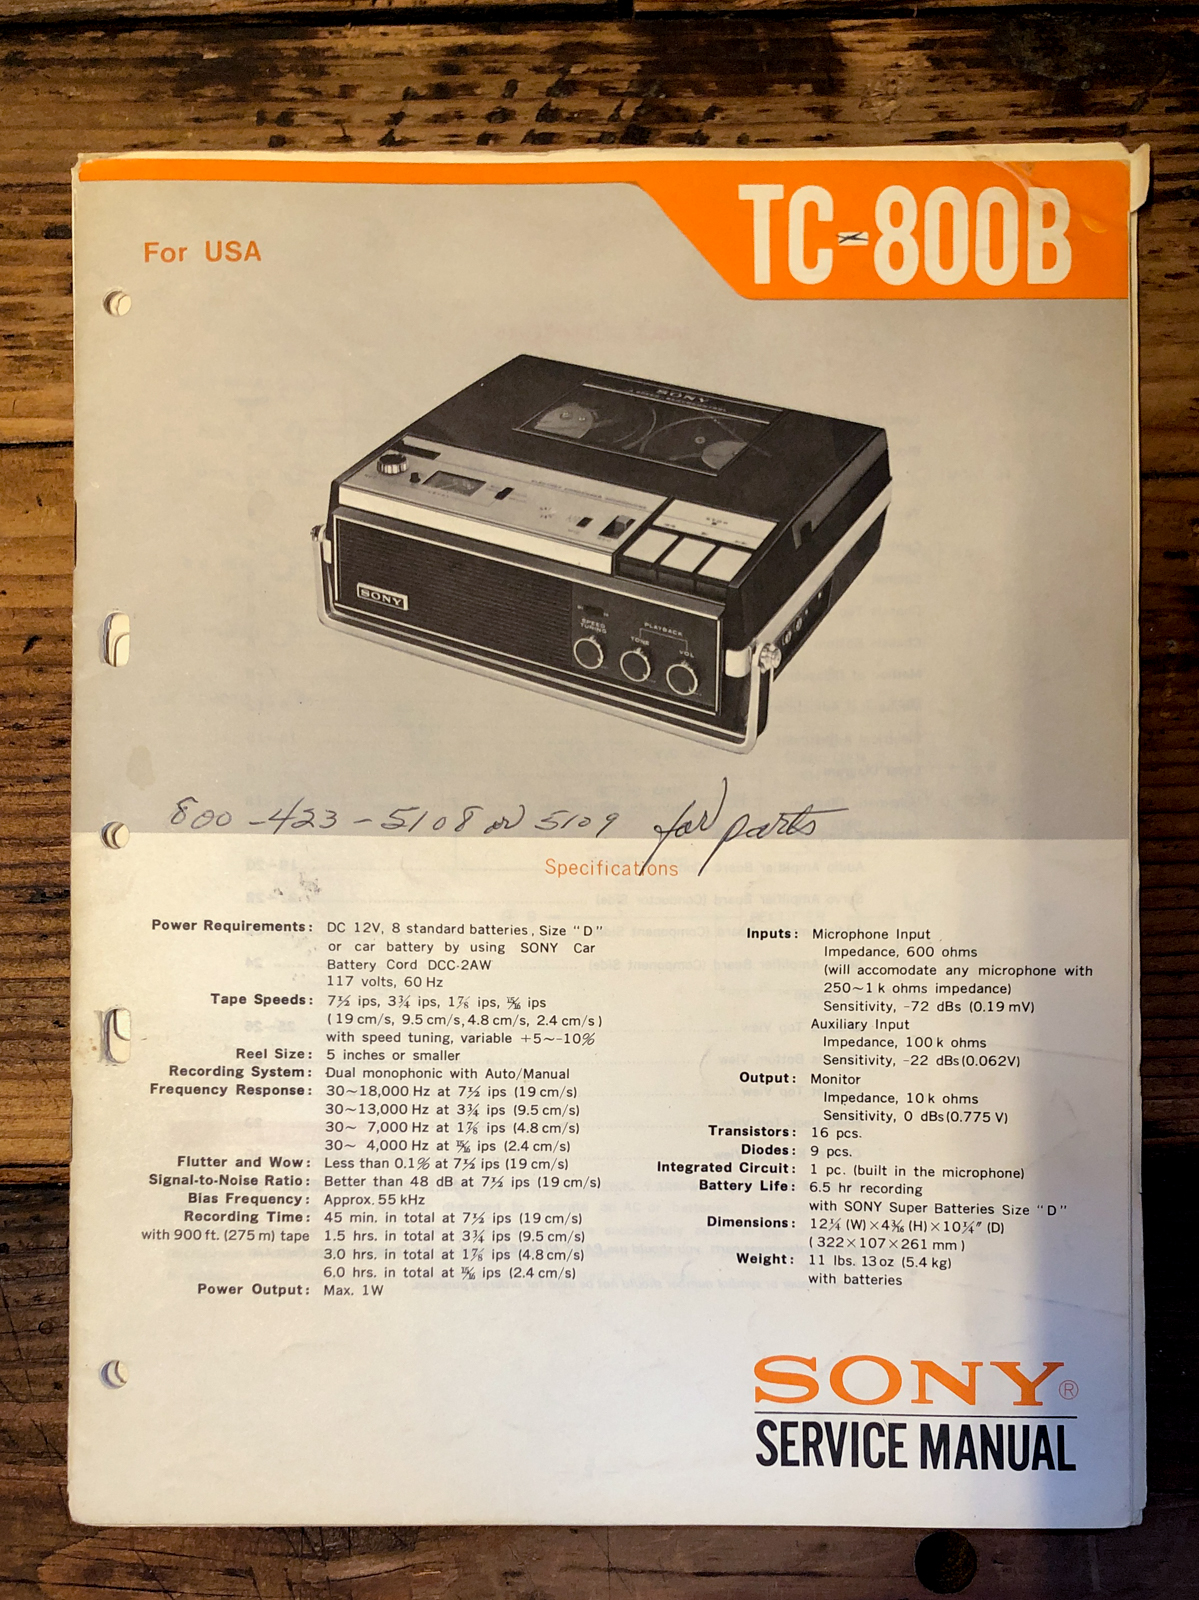 TC-800B
For USA
SONY
SONY
SPEED
TUNING
PLAYBACK
TONE
VOL
800-423-5108 or 5109 for parts
Specifications
Power Requirements: DC 12V, 8 standard batteries, Size "D"
or car battery by using SONY Car
Battery Cord DCC-2AW
117 volts, 60 Hz
Tape Speeds: 7½ ips, 3¾ ips, 1⅞ ips, 15/16 ips
(19 cm/s, 9.5 cm/s, 4.8 cm/s, 2.4 cm/s)
with speed tuning, variable +5~-10%
Reel Size: 5 inches or smaller
Recording System: Dual monophonic with Auto/Manual
Frequency Response: 30~18,000 Hz at 7½ ips (19 cm/s)
30~13,000 Hz at 3¾ ips (9.5 cm/s)
30~ 7,000 Hz at 1⅞ ips (4.8 cm/s)
30~ 4,000 Hz at 15/16 ips (2.4 cm/s)
Flutter and Wow: Less than 0.1% at 7½ ips (19 cm/s)
Signal-to-Noise Ratio: Better than 48 dB at 7½ ips (19 cm/s)
Bias Frequency: Approx. 55 kHz
Recording Time: 45 min. in total at 7½ ips (19 cm/s)
with 900 ft. (275 m) tape 1.5 hrs. in total at 3¾ ips (9.5 cm/s)
3.0 hrs. in total at 1⅞ ips (4.8 cm/s)
6.0 hrs. in total at 15/16 ips (2.4 cm/s)
Power Output: Max. 1W
Inputs: Microphone Input
Impedance, 600 ohms
(will accomodate any microphone with
250~1 k ohms impedance)
Sensitivity, -72 dBs (0.19 mV)
Auxiliary Input
Impedance, 100 k ohms
Sensitivity, -22 dBs (0.062V)
Output: Monitor
Impedance, 10 k ohms
Sensitivity, 0 dBs (0.775 V)
Transistors: 16 pcs.
Diodes: 9 pcs.
Integrated Circuit: 1 pc. (built in the microphone)
Battery Life: 6.5 hr recording
with SONY Super Batteries Size "D"
Dimensions: 12¾ (W) × 4 3/16 (H) × 10¼" (D)
(322×107×261 mm)
Weight: 11 lbs. 13 oz (5.4 kg)
with batteries
SONY®
SERVICE MANUAL